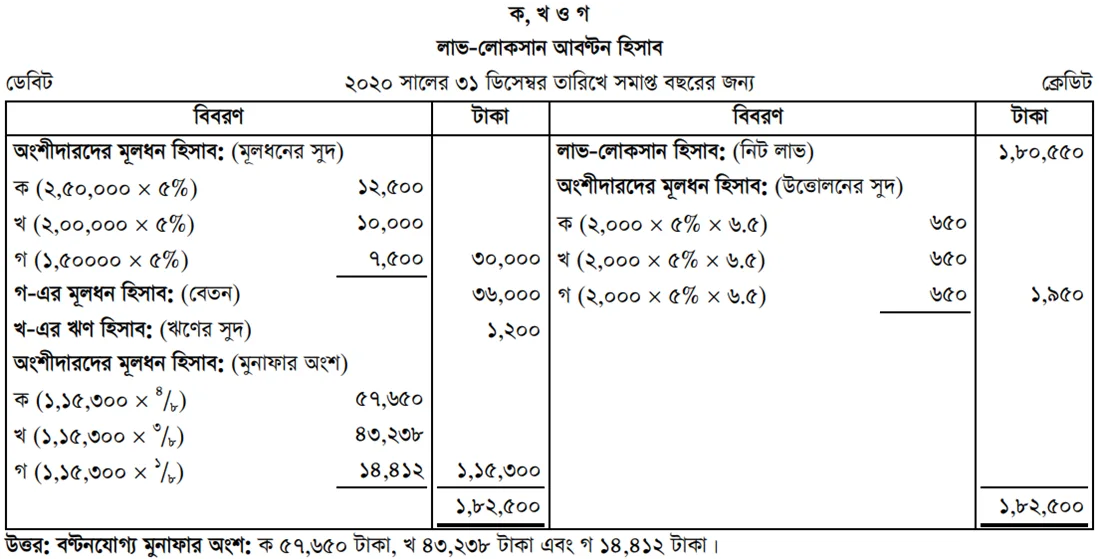 ক, খ ও গ
লাভ-লোকসান আবণ্টন হিসাব
ডেবিট ২০২০ সালের ৩১ ডিসেম্বর তারিখে সমাপ্ত বছরের জন্য ক্রেডিট
বিবরণ টাকা বিবরণ টাকা
অংশীদারদের মূলধন হিসাব: (মূলধনের সুদ) লাভ-লোকসান হিসাব: (নিট লাভ) ১,৮০,৫৫০
ক (২,৫০,০০০ × ৫%) ১২,৫০০ অংশীদারদের মূলধন হিসাব: (উত্তোলনের সুদ)
খ (২,০০,০০০ × ৫%) ১০,০০০ ক (২,০০০ × ৫% × ৬.৫) ৬৫০
গ (১,৫০০০০ × ৫%) ৭,৫০০ ৩০,০০০ খ (২,০০০ × ৫% × ৬.৫) ৬৫০
গ-এর মূলধন হিসাব: (বেতন) ৩৬,০০০ গ (২,০০০ × ৫% × ৬.৫) ৬৫০ ১,৯৫০
খ-এর ঋণ হিসাব: (ঋণের সুদ) ১,২০০
অংশীদারদের মূলধন হিসাব: (মুনাফার অংশ)
ক (১,১৫,৩০০ × ৪/৮) ৫৭,৬৫০
খ (১,১৫,৩০০ × ৩/৮) ৪৩,২৩৮
গ (১,১৫,৩০০ × ১/৮) ১৪,৪১২ ১,১৫,৩০০
১,৮২,৫০০ ১,৮২,৫০০
উত্তর: বণ্টনযোগ্য মুনাফার অংশ: ক ৫৭,৬৫০ টাকা, খ ৪৩,২৩৮ টাকা এবং গ ১৪,৪১২ টাকা।